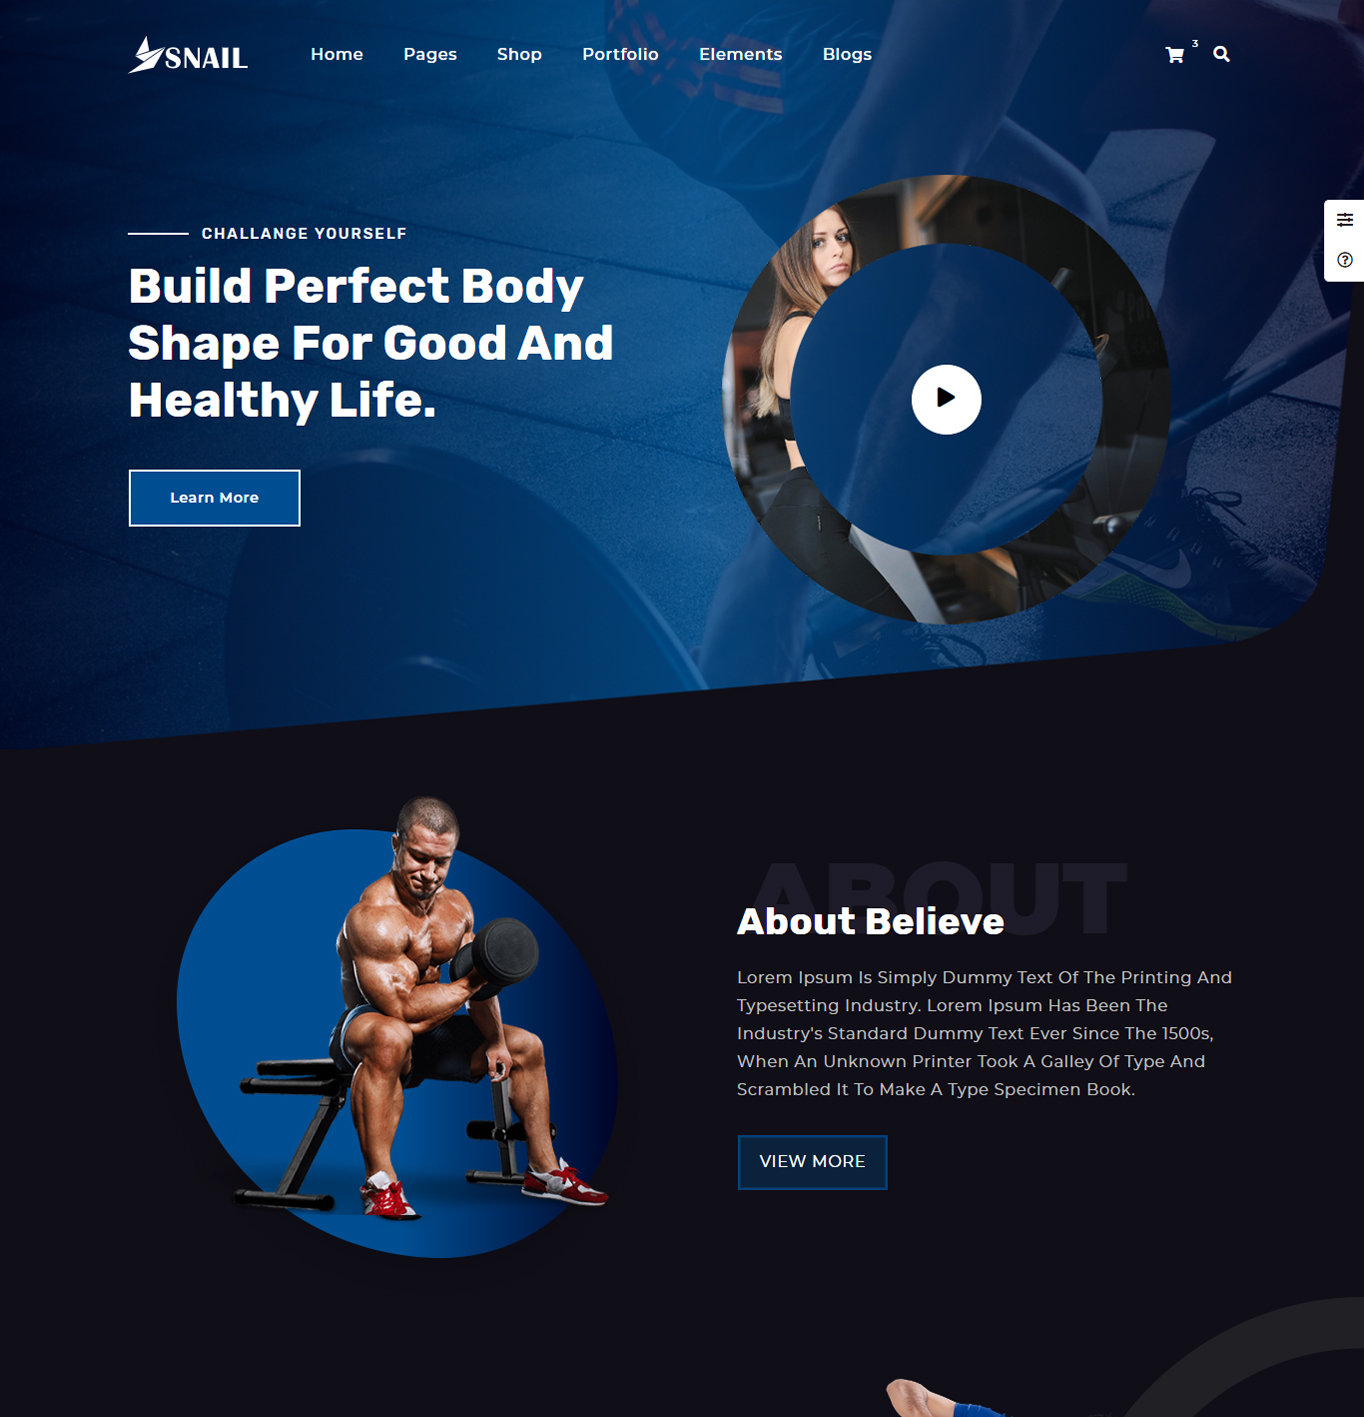 SNAIL
Home Pages Shop Portfolio Elements Blogs
3
CHALLANGE YOURSELF
Build Perfect Body
Shape For Good And
Healthy Life.
Learn More
ABOUT
About Believe
Lorem Ipsum Is Simply Dummy Text Of The Printing And
Typesetting Industry. Lorem Ipsum Has Been The
Industry's Standard Dummy Text Ever Since The 1500s,
When An Unknown Printer Took A Galley Of Type And
Scrambled It To Make A Type Specimen Book.
VIEW MORE